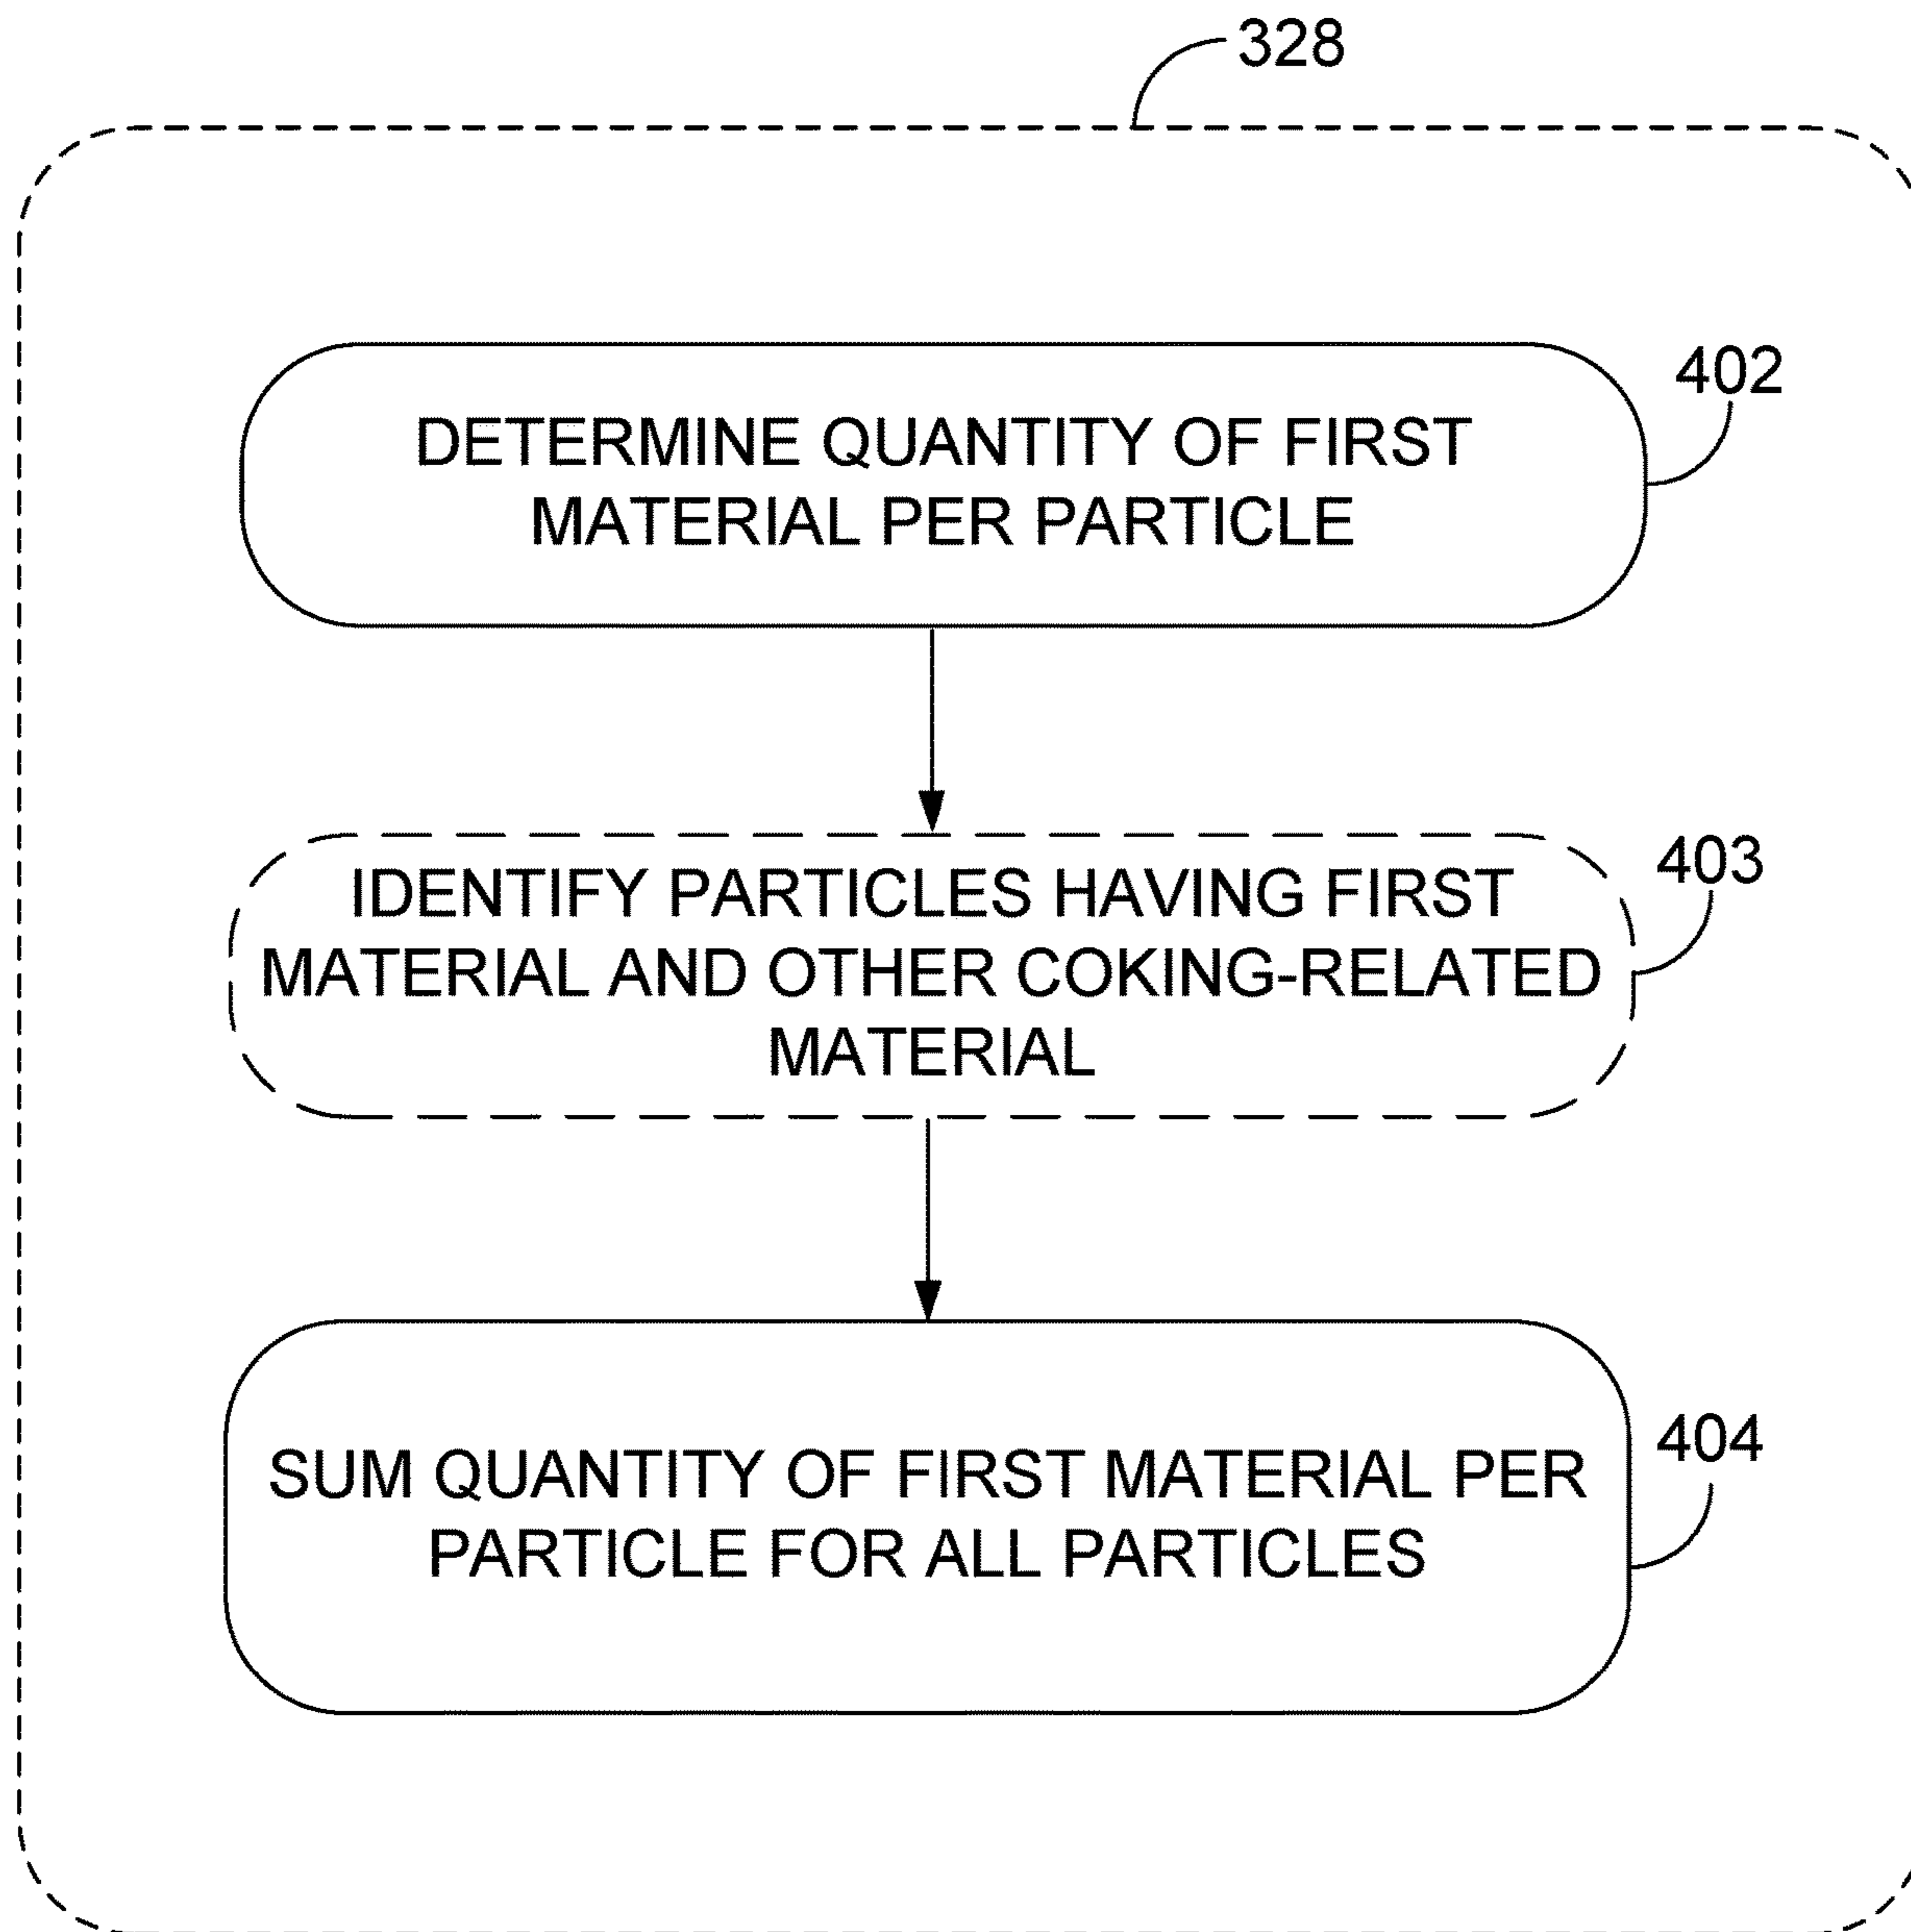 328
402
DETERMINE QUANTITY OF FIRST
MATERIAL PER PARTICLE
403
IDENTIFY PARTICLES HAVING FIRST
MATERIAL AND OTHER COKING-RELATED
MATERIAL
404
SUM QUANTITY OF FIRST MATERIAL PER
PARTICLE FOR ALL PARTICLES